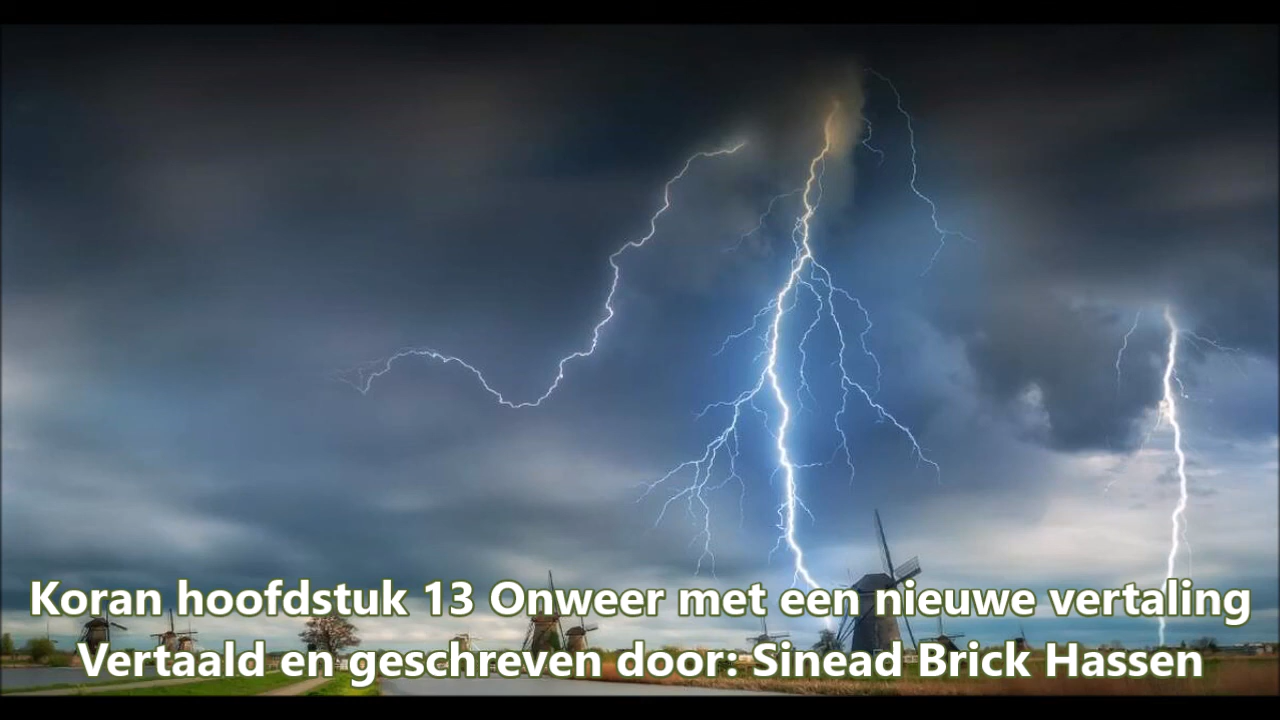 Koran hoofdstuk 13 Onweer met een nieuwe vertaling
Vertaald en geschreven door: Sinead Brick Hassen